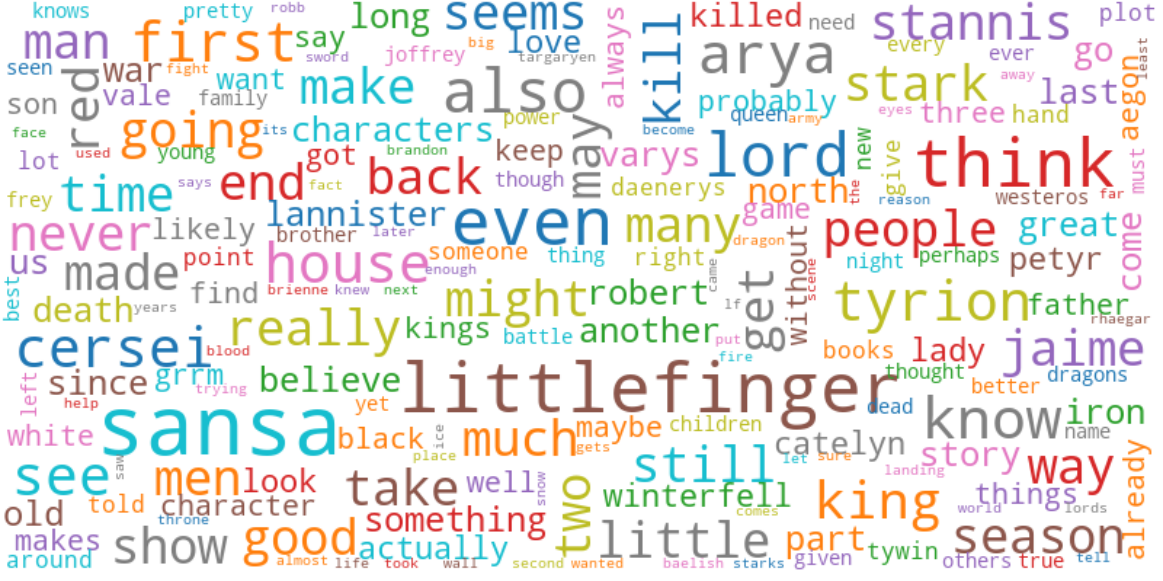 knows pretty robb long seems killed need stannis plot
man first say joffrey big love targaryen always kill arya every ever go least
seen red war fight want sword make also probably stark away last aegon
son vale family power queen army eyes three hand
face going its characters may become lord new think must
lot used young got brandon keep varys give
frey time says end fact back though daenerys north the reason westeros far
never likely lannister even many game people great come
us brother later someone thing right dragon without night perhaps petyr
best made point house enough came scene
death years find brienne knew next might robert lf get tyrion father
really kings battle another put rhaegar
cersei blood fire books lady jaime
left since grrm trying believe littlefinger thought better dragons
help sansa yet dead know iron
white black ice much maybe children catelyn name
see saw place gets still let sure landing story way already
men look take well snow two winterfell king things
old told character something comes world lords
throne little part season
makes show good actually tywin others true tell
around almost life took wall second wanted baelish starks given